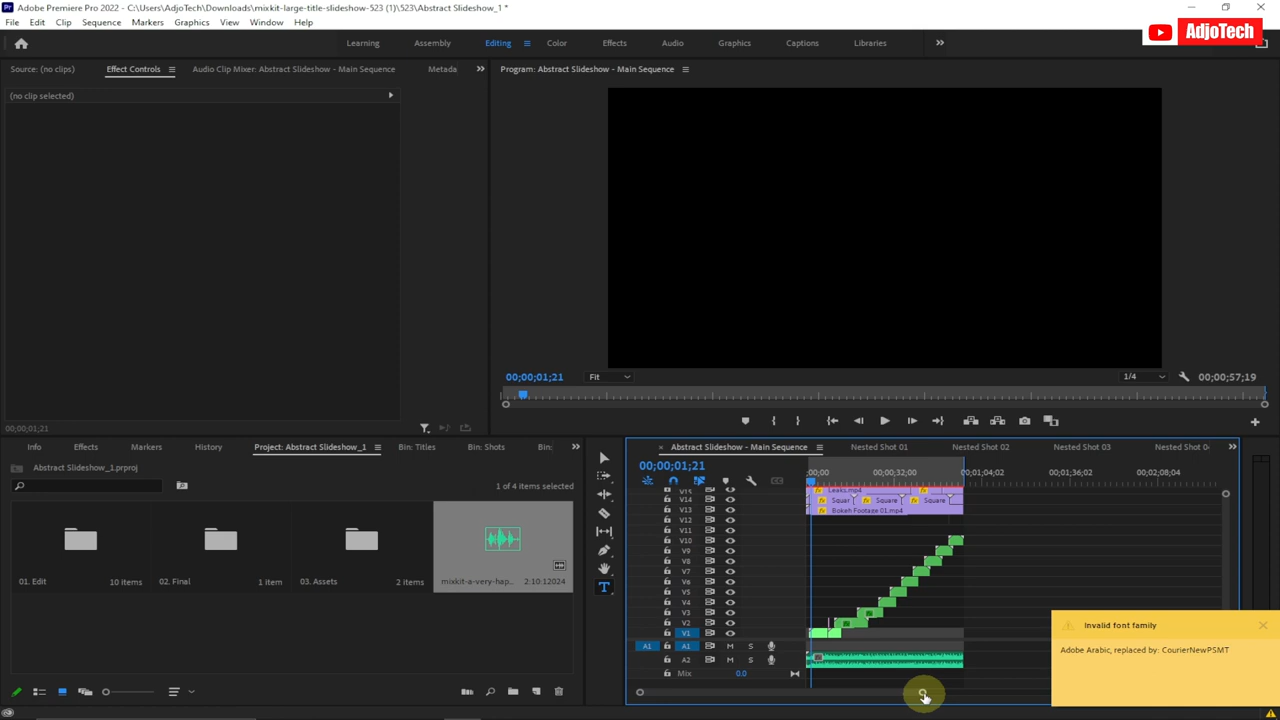 Adobe Premiere Pro 2022 - C:\Users\AdjoTech\Downloads\mixkit-large-title-slideshow-523 (1)\523\Abstract Slideshow_1 *
File Edit Clip Sequence Markers Graphics View Window Help
AdjoTech
Learning Assembly Editing Color Effects Audio Graphics Captions Libraries
Source: (no clips) Effect Controls Audio Clip Mixer: Abstract Slideshow - Main Sequence Metadata
Program: Abstract Slideshow - Main Sequence
(no clip selected)
00;00;01;21 Fit 1/4 00;00;57;19
00;00;01;21
Info Effects Markers History Project: Abstract Slideshow_1 Bin: Titles Bin: Shots Bin:
Abstract Slideshow - Main Sequence Nested Shot 01 Nested Shot 02 Nested Shot 03 Nested Shot 0
Abstract Slideshow_1.prproj
00;00;01;21
;00;00 00;00;32;00 00;01;04;02 00;01;36;02 00;02;08;04
1 of 4 items selected
01. Edit 10 items
02. Final 1 item
03. Assets 2 items
mixkit-a-very-hap... 2:10:12024
V15 Leaks.mp4
V14 Squar Square Square
V13 Bokeh Footage 01.mp4
V12
V11
V10
V9
V8
V7
V6
V5
V4
V3
V2
V1
A1 A1 M S
A2 M S
Mix 0.0
Invalid font family
Adobe Arabic, replaced by: CourierNewPSMT